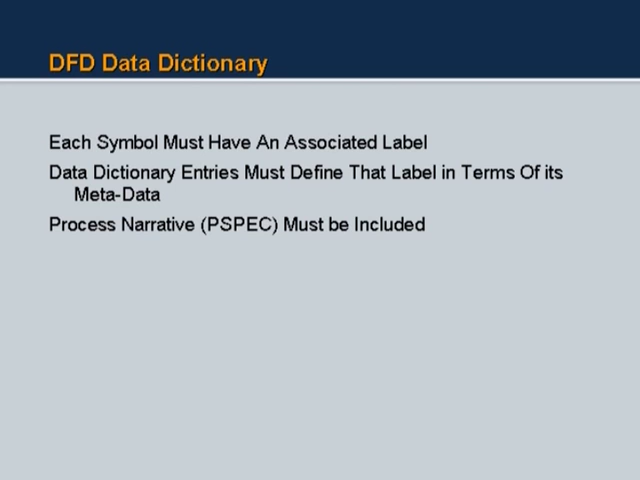 DFD Data Dictionary
Each Symbol Must Have An Associated Label
Data Dictionary Entries Must Define That Label in Terms Of its
Meta-Data
Process Narrative (PSPEC) Must be Included